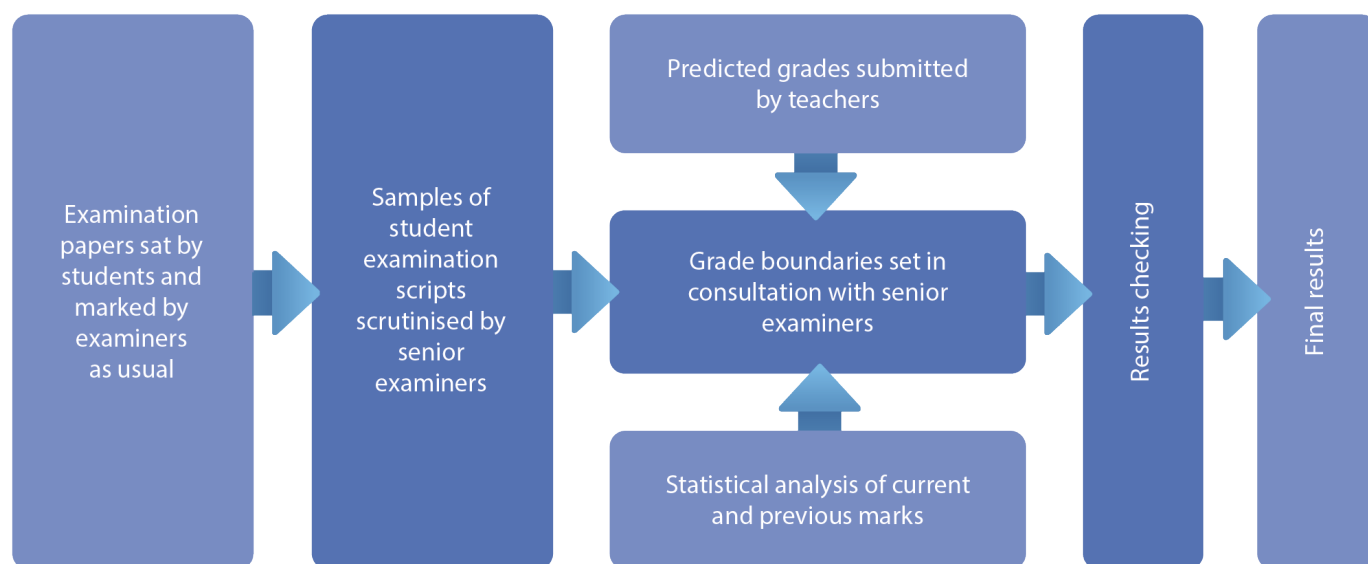 Examination
papers sat by
students and
marked by
examiners
as usual
Samples of
student
examination
scripts
scrutinised by
senior
examiners
Predicted grades submitted
by teachers
Grade boundaries set in
consultation with senior
examiners
Statistical analysis of current
and previous marks
Results checking
Final results